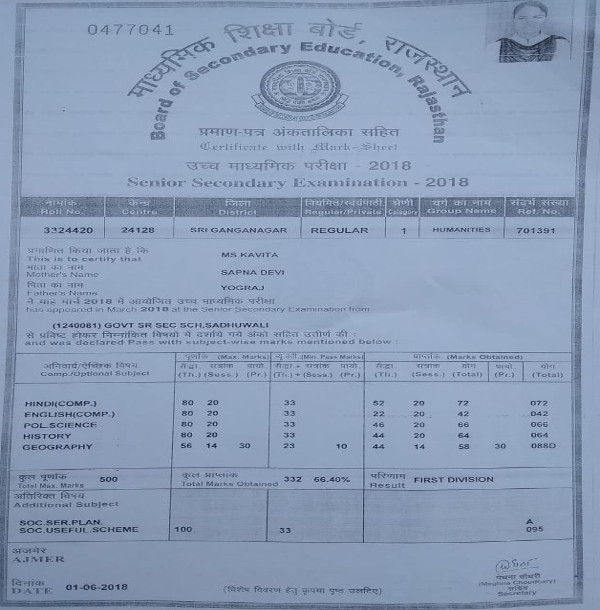 0477041
माध्यमिक शिक्षा बोर्ड, राजस्थान
Board of Secondary Education, Rajasthan
प्रमाण-पत्र अंकतालिका सहित
Certificate with Mark-Sheet
उच्च माध्यमिक परीक्षा - 2018
Senior Secondary Examination - 2018
नामांक केन्द्र जिला नियमित/स्वयंपाठी श्रेणी वर्ग का नाम संदर्भ संख्या
Roll No. Centre District Regular/Private Category Group Name Ref. No.
3324420 24128 SRI GANGANAGAR REGULAR 1 HUMANITIES 701391
प्रमाणित किया जाता है कि
This is to certify that MS.KAVITA
माता का नाम
Mother's Name SAPNA DEVI
पिता का नाम
Father's Name YOGRAJ
ने माह मार्च 2018 में आयोजित उच्च माध्यमिक परीक्षा
has appeared in March 2018 at the Senior Secondary Examination from
(1240081) GOVT SR SEC SCH,SADHUWALI
से प्रविष्ट होकर निम्नांकित विषयों में दर्शाये गये अंकों सहित उत्तीर्ण की :
and was declared Pass with subject-wise marks mentioned below :
पूर्णांक (Max. Marks) (Min. Pass Marks) प्राप्तांक (Marks Obtained)
अनिवार्य/ऐच्छिक विषय सैद्धा. सत्रांक प्रायो. सैद्धा. + सत्रांक प्रायो. सैद्धा. सत्रांक योग प्रायो. योग
Comp./Optional Subject (Th.) (Sess.) (Pr.) (Th.) + (Sess.) (Pr.) (Th.) (Sess.) (Total) (Pr.) (Total)
HINDI(COMP.) 80 20 33 52 20 72 072
ENGLISH(COMP.) 80 20 33 22 20 42 042
POL.SCIENCE 80 20 33 46 20 66 066
HISTORY 80 20 33 44 20 64 064
GEOGRAPHY 56 14 30 23 10 44 14 58 30 088D
कुल पूर्णांक 500 कुल प्राप्तांक 332 66.40% परिणाम FIRST DIVISION
Total Max. Marks Total Marks Obtained Result
अतिरिक्त विषय
Additional Subject
SOC.SER.PLAN. A
SOC.USEFUL.SCHEME 100 33 095
अजमेर
AJMER
दिनांक
DATE 01-06-2018
(विशेष विवरण हेतु कृपया पृष्ठ पलटिए)
मेघना चौधरी
(Meghna Choudhary)
सचिव
Secretary